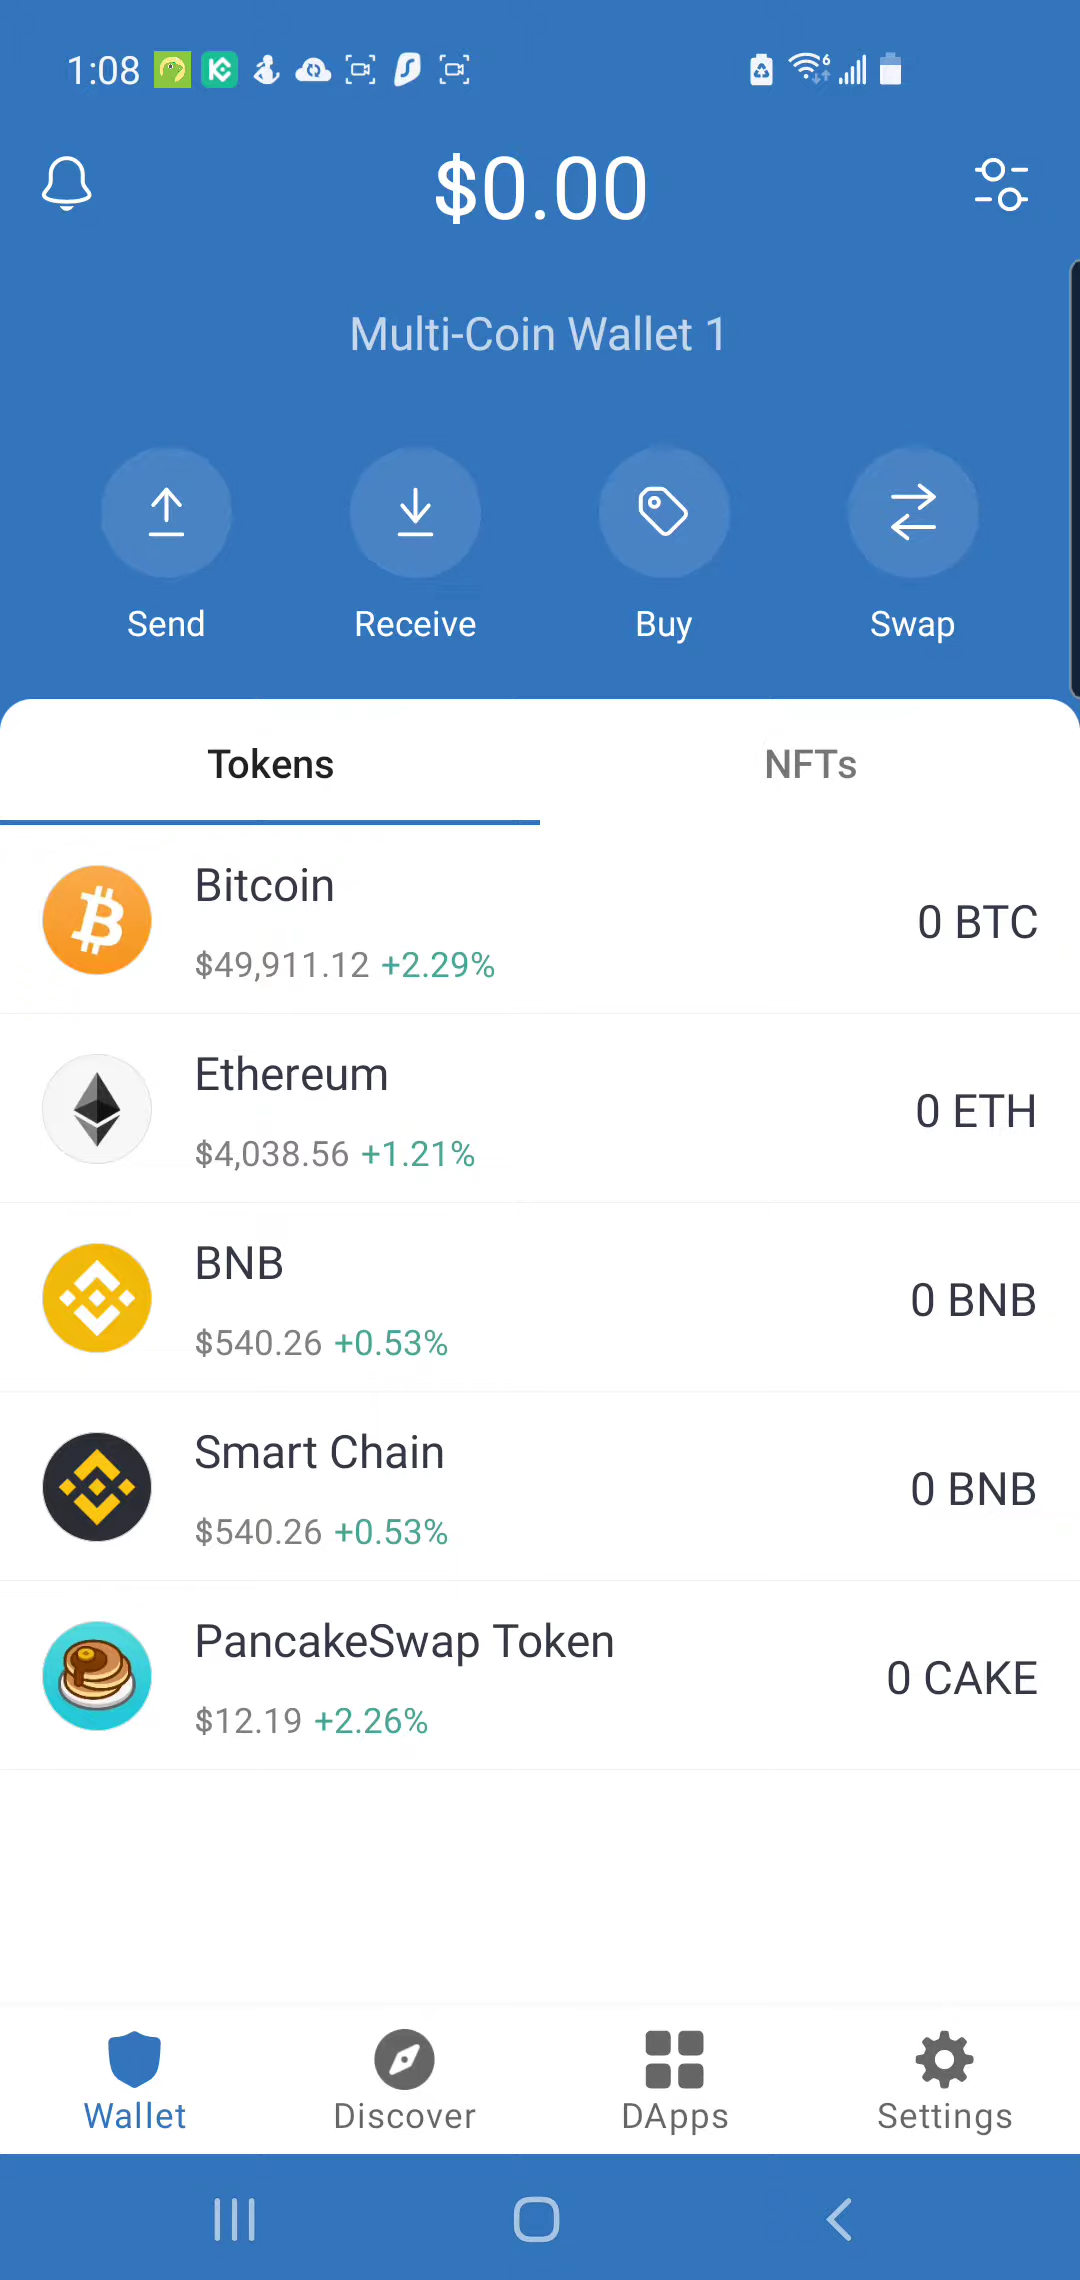 1:08
6
$0.00
Multi-Coin Wallet 1
Send Receive Buy Swap
Tokens NFTs
Bitcoin
$49,911.12 +2.29%
0 BTC
Ethereum
$4,038.56 +1.21%
0 ETH
BNB
$540.26 +0.53%
0 BNB
Smart Chain
$540.26 +0.53%
0 BNB
PancakeSwap Token
$12.19 +2.26%
0 CAKE
Wallet Discover DApps Settings